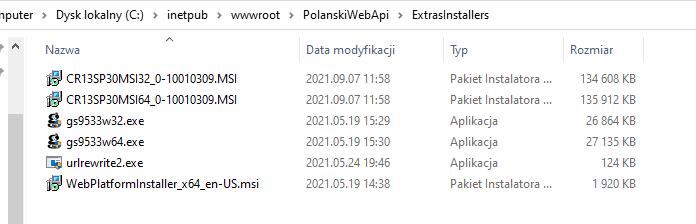 mputer > Dysk lokalny (C:) > inetpub > wwwroot > PolanskiWebApi > ExtrasInstallers
Nazwa Data modyfikacji Typ Rozmiar
CR13SP30MSI32_0-10010309.MSI 2021.09.07 11:58 Pakiet Instalatora ... 134 608 KB
CR13SP30MSI64_0-10010309.MSI 2021.09.07 11:58 Pakiet Instalatora ... 135 912 KB
gs9533w32.exe 2021.05.19 15:29 Aplikacja 26 864 KB
gs9533w64.exe 2021.05.19 15:30 Aplikacja 27 135 KB
urlrewrite2.exe 2021.05.24 19:46 Aplikacja 124 KB
WebPlatformInstaller_x64_en-US.msi 2021.05.19 14:38 Pakiet Instalatora ... 1 920 KB